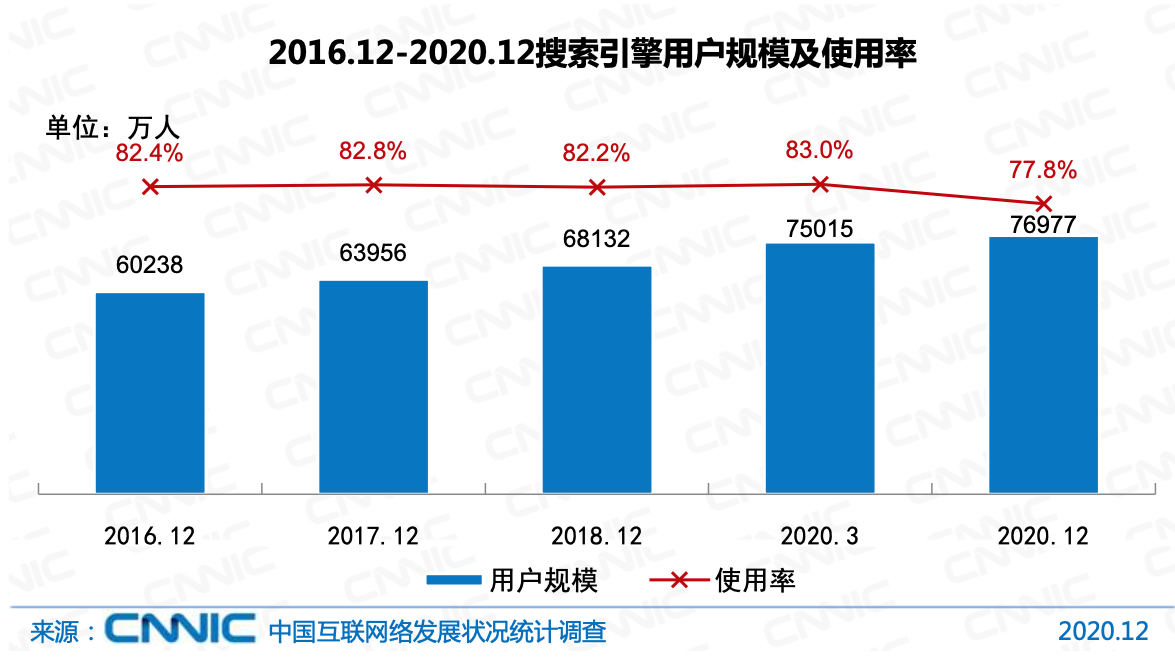 2016.12-2020.12搜索引擎用户规模及使用率
单位：万人
82.4% 82.8% 82.2% 83.0% 77.8%
60238 63956 68132 75015 76977
2016.12 2017.12 2018.12 2020.3 2020.12
用户规模 使用率
来源：CNNIC 中国互联网络发展状况统计调查 2020.12